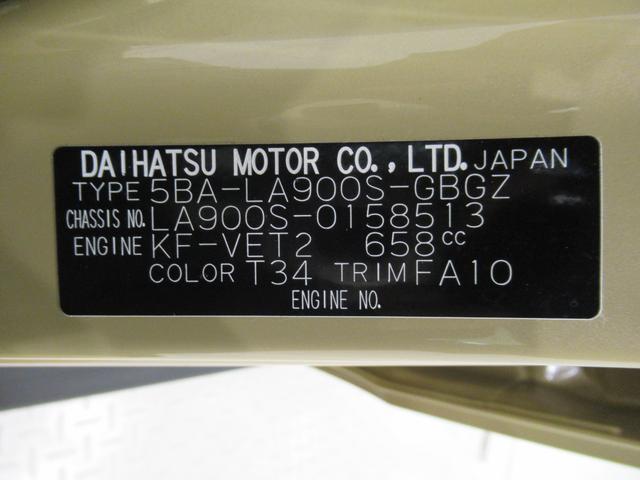 DAIHATSU MOTOR CO., LTD. JAPAN
TYPE 5BA-LA900S-GBGZ
CHASSIS NO. LA900S-0158513
ENGINE KF-VET2 658cc
COLOR T34 TRIM FA10
ENGINE NO.